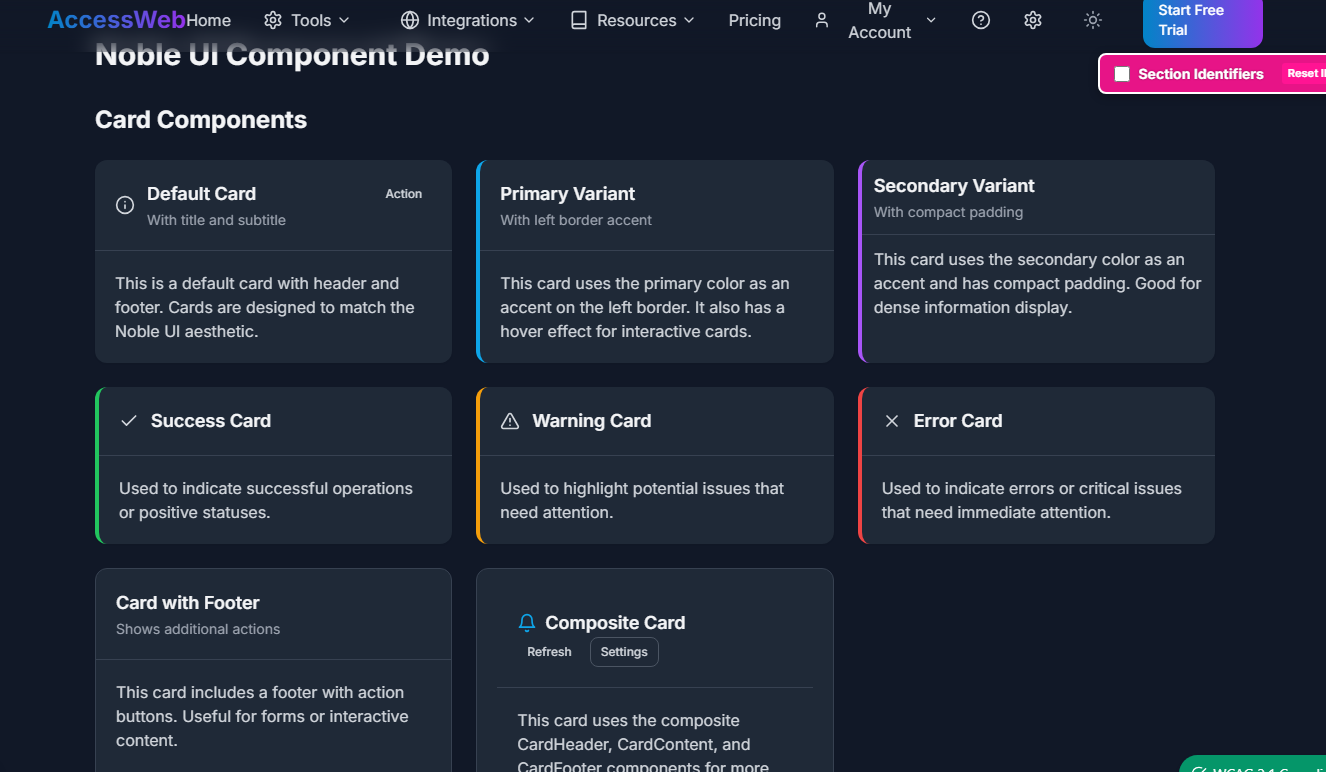 AccessWeb Home Tools Integrations Resources Pricing My Account Start Free Trial
Noble UI Component Demo
Section Identifiers Reset
Card Components
Default Card
Action
With title and subtitle
This is a default card with header and
footer. Cards are designed to match the
Noble UI aesthetic.
Primary Variant
With left border accent
This card uses the primary color as an
accent on the left border. It also has a
hover effect for interactive cards.
Secondary Variant
With compact padding
This card uses the secondary color as an
accent and has compact padding. Good for
dense information display.
Success Card
Used to indicate successful operations
or positive statuses.
Warning Card
Used to highlight potential issues that
need attention.
Error Card
Used to indicate errors or critical issues
that need immediate attention.
Card with Footer
Shows additional actions
This card includes a footer with action
buttons. Useful for forms or interactive
content.
Composite Card
Refresh Settings
This card uses the composite
CardHeader, CardContent, and
CardFooter components for more
WCAG 2.1